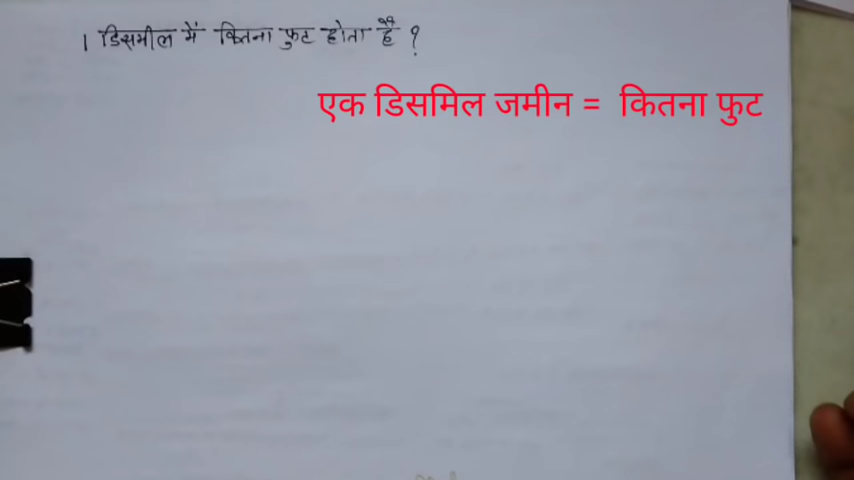 1 डिसमील में कितना फुट होता है ?
एक डिसमिल जमीन = कितना फुट